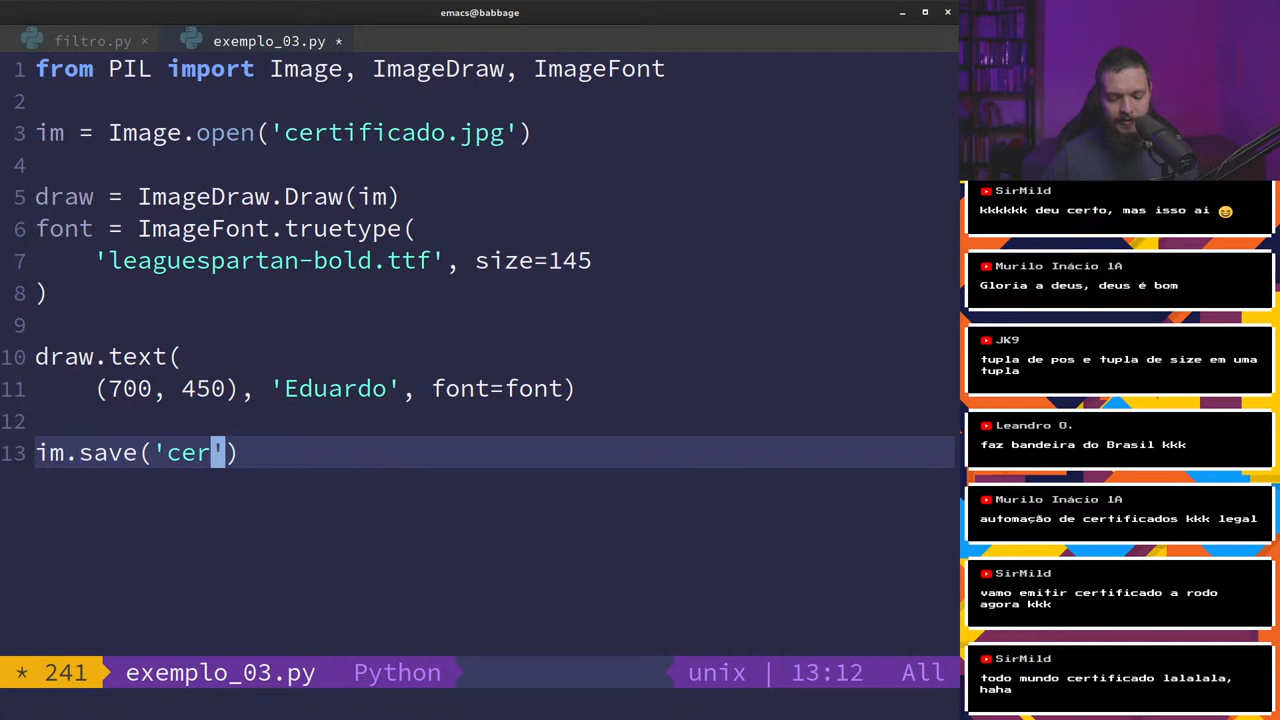 emacs@babbage
filtro.py ×
exemplo_03.py *
1 from PIL import Image, ImageDraw, ImageFont
2
3 im = Image.open('certificado.jpg')
4
5 draw = ImageDraw.Draw(im)
6 font = ImageFont.truetype(
7     'leaguespartan-bold.ttf', size=145
8 )
9
10 draw.text(
11     (700, 450), 'Eduardo', font=font)
12
13 im.save('cer')
* 241 exemplo_03.py Python unix | 13:12 All
SirMild
kkkkkk deu certo, mas isso ai 😄
Murilo Inácio 1A
Gloria a deus, deus é bom
JK9
tupla de pos e tupla de size em uma
tupla
Leandro O.
faz bandeira do Brasil kkk
Murilo Inácio 1A
automação de certificados kkk legal
SirMild
vamo emitir certificado a rodo
agora kkk
SirMild
todo mundo certificado lalalala,
haha